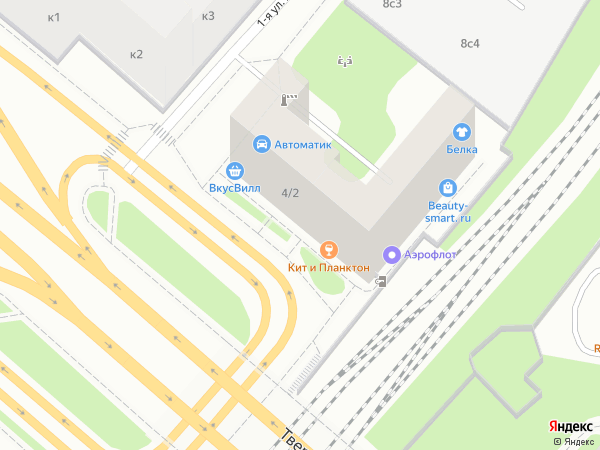 к1
к3
к2
1-я ул.
8с3
8с4
Автоматик
Белка
ВкусВилл
4/2
Beauty-
smart. ru
Аэрофлот
Кит и Планктон
R
Твер
Яндекс
© Яндекс